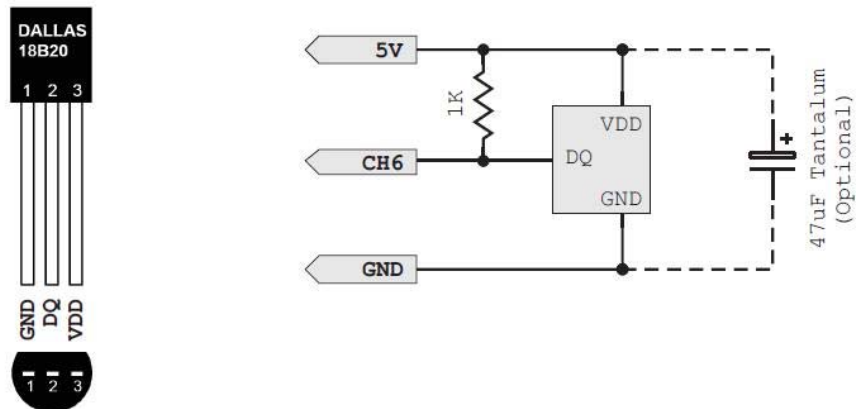 DALLAS
18B20
1 2 3
GND DQ VDD
1 2 3
5V
1K
VDD
CH6
DQ
GND
GND
47uF Tantalum
(Optional)
+